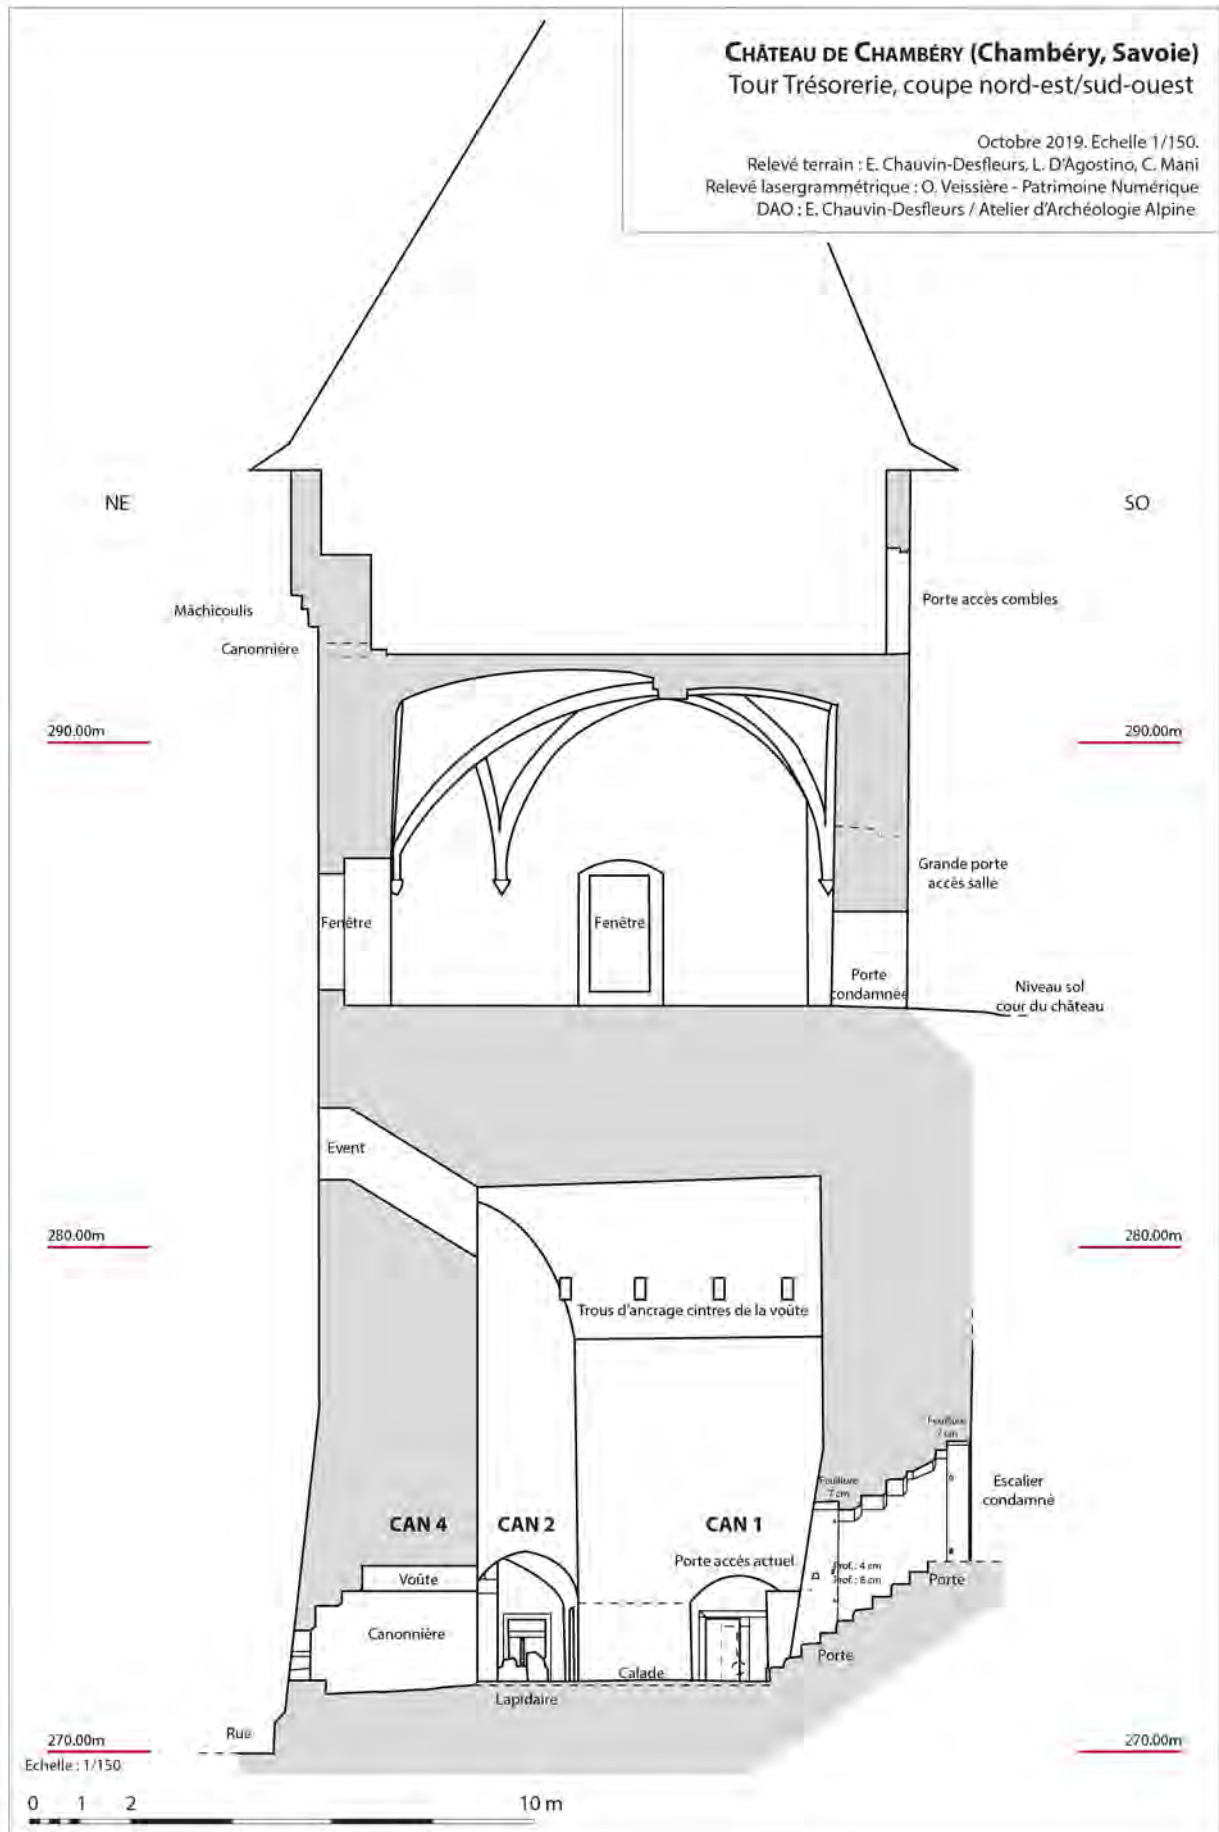 CHÂTEAU DE CHAMBÉRY (Chambéry, Savoie)
Tour Trésorerie, coupe nord-est/sud-ouest
Octobre 2019. Echelle 1/150.
Relevé terrain : E. Chauvin-Desfleurs, L. D'Agostino, C. Mani
Relevé lasergrammétrique : O. Veissière - Patrimoine Numérique
DAO : E. Chauvin-Desfleurs / Atelier d'Archéologie Alpine
NE
SO
Mâchicoulis
Porte accès combles
Canonnière
290.00m
290.00m
Grande porte
accès salle
Fenêtre
Fenêtre
Porte
condamnée
Niveau sol
cour du château
Event
280.00m
280.00m
Trous d'ancrage cintres de la voûte
Feuillure
7 cm
Feuillure
7 cm
Escalier
condamné
CAN 4
CAN 2
CAN 1
Porte accès actuel
Voûte
Prof.: 4 cm
Prof.: 8 cm
Porte
Canonnière
Porte
Calade
Lapidaire
Rue
270.00m
270.00m
Echelle : 1/150
0 1 2 10 m